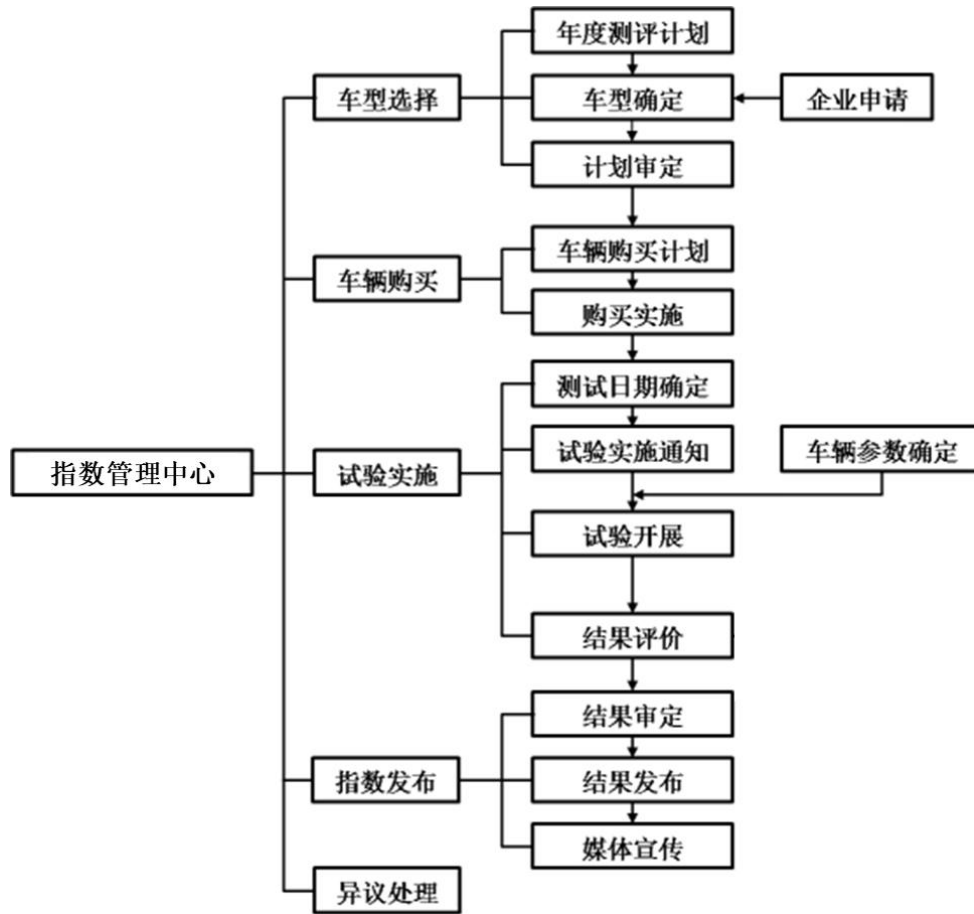 年度测评计划
车型选择
车型确定
企业申请
计划审定
车辆购买计划
车辆购买
购买实施
测试日期确定
试验实施通知
车辆参数确定
指数管理中心
试验实施
试验开展
结果评价
结果审定
指数发布
结果发布
媒体宣传
异议处理